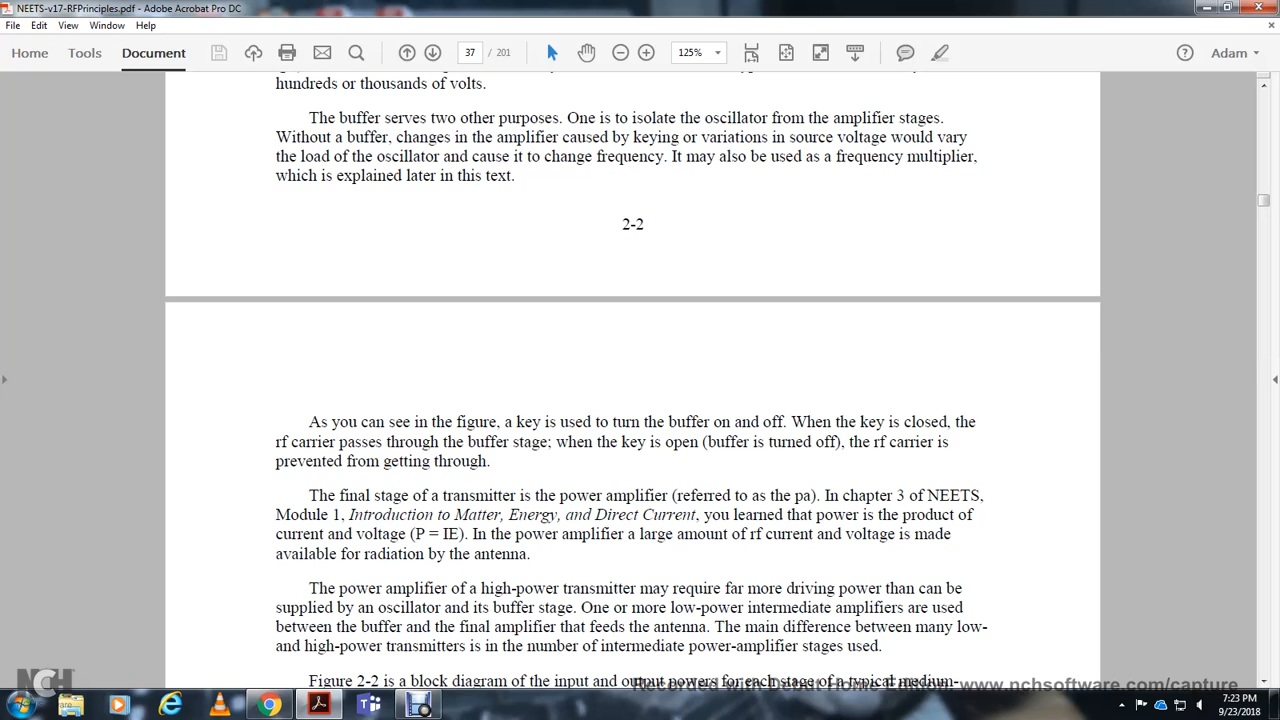 NEETS-v17-RFPrinciples.pdf - Adobe Acrobat Pro DC
File Edit View Window Help
Home Tools Document 37 / 201 125% Adam
hundreds or thousands of volts.
The buffer serves two other purposes. One is to isolate the oscillator from the amplifier stages.
Without a buffer, changes in the amplifier caused by keying or variations in source voltage would vary
the load of the oscillator and cause it to change frequency. It may also be used as a frequency multiplier,
which is explained later in this text.
2-2
As you can see in the figure, a key is used to turn the buffer on and off. When the key is closed, the
rf carrier passes through the buffer stage; when the key is open (buffer is turned off), the rf carrier is
prevented from getting through.
The final stage of a transmitter is the power amplifier (referred to as the pa). In chapter 3 of NEETS,
Module 1, Introduction to Matter, Energy, and Direct Current, you learned that power is the product of
current and voltage (P = IE). In the power amplifier a large amount of rf current and voltage is made
available for radiation by the antenna.
The power amplifier of a high-power transmitter may require far more driving power than can be
supplied by an oscillator and its buffer stage. One or more low-power intermediate amplifiers are used
between the buffer and the final amplifier that feeds the antenna. The main difference between many low-
and high-power transmitters is in the number of intermediate power-amplifier stages used.
Figure 2-2 is a block diagram of the input and output powers for each stage of a typical medium-
NCH
Recorded with Debut Home Edition. www.nchsoftware.com/capture
7:23 PM
9/23/2018